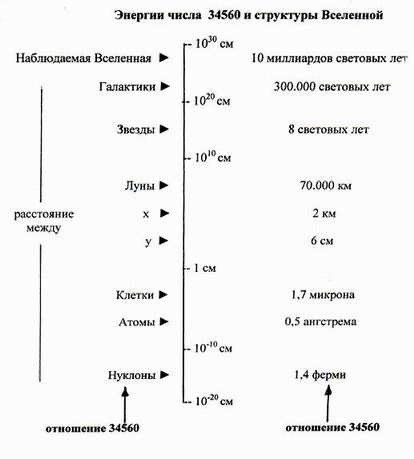 Энергии числа 34560 и структуры Вселенной
10³⁰ см
Наблюдаемая Вселенная 10 миллиардов световых лет
Галактики 300.000 световых лет
10²⁰ см
Звезды 8 световых лет
10¹⁰ см
Луны 70.000 км
расстояние между
х 2 км
у 6 см
1 см
Клетки 1,7 микрона
Атомы 0,5 ангстрема
10⁻¹⁰ см
Нуклоны 1,4 ферми
10⁻²⁰ см
отношение 34560 отношение 34560